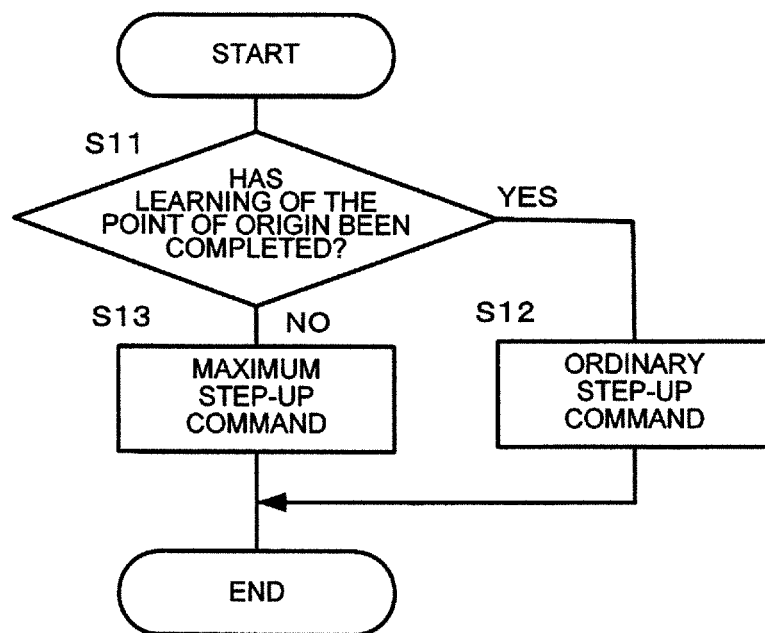 START
S11
HAS
LEARNING OF THE
POINT OF ORIGIN BEEN
COMPLETED?
YES
S13
NO
S12
MAXIMUM
STEP-UP
COMMAND
ORDINARY
STEP-UP
COMMAND
END